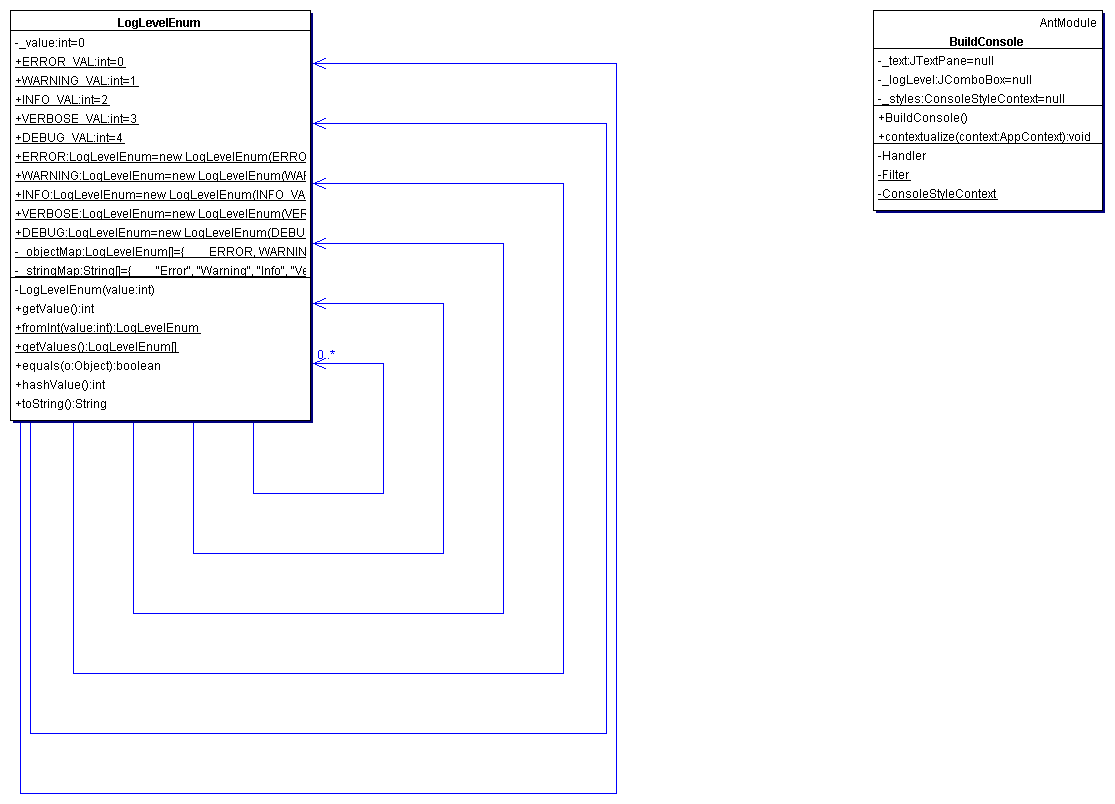 LogLevelEnum
-_value:int=0
+ERROR_VAL:int=0
+WARNING_VAL:int=1
+INFO_VAL:int=2
+VERBOSE_VAL:int=3
+DEBUG_VAL:int=4
+ERROR:LogLevelEnum=new LogLevelEnum(ERRO
+WARNING:LogLevelEnum=new LogLevelEnum(WAR
+INFO:LogLevelEnum=new LogLevelEnum(INFO_VA
+VERBOSE:LogLevelEnum=new LogLevelEnum(VER
+DEBUG:LogLevelEnum=new LogLevelEnum(DEBU
-_objectMap:LogLevelEnum[]={ ERROR, WARNIN
-_stringMap:String[]={ "Error", "Warning", "Info", "Ve
-LogLevelEnum(value:int)
+getValue():int
+fromInt(value:int):LogLevelEnum
+getValues():LogLevelEnum[]
+equals(o:Object):boolean
+hashValue():int
+toString():String
0..*
AntModule
BuildConsole
-_text:JTextPane=null
-_logLevel:JComboBox=null
-_styles:ConsoleStyleContext=null
+BuildConsole()
+contextualize(context:AppContext):void
-Handler
-Filter
-ConsoleStyleContext